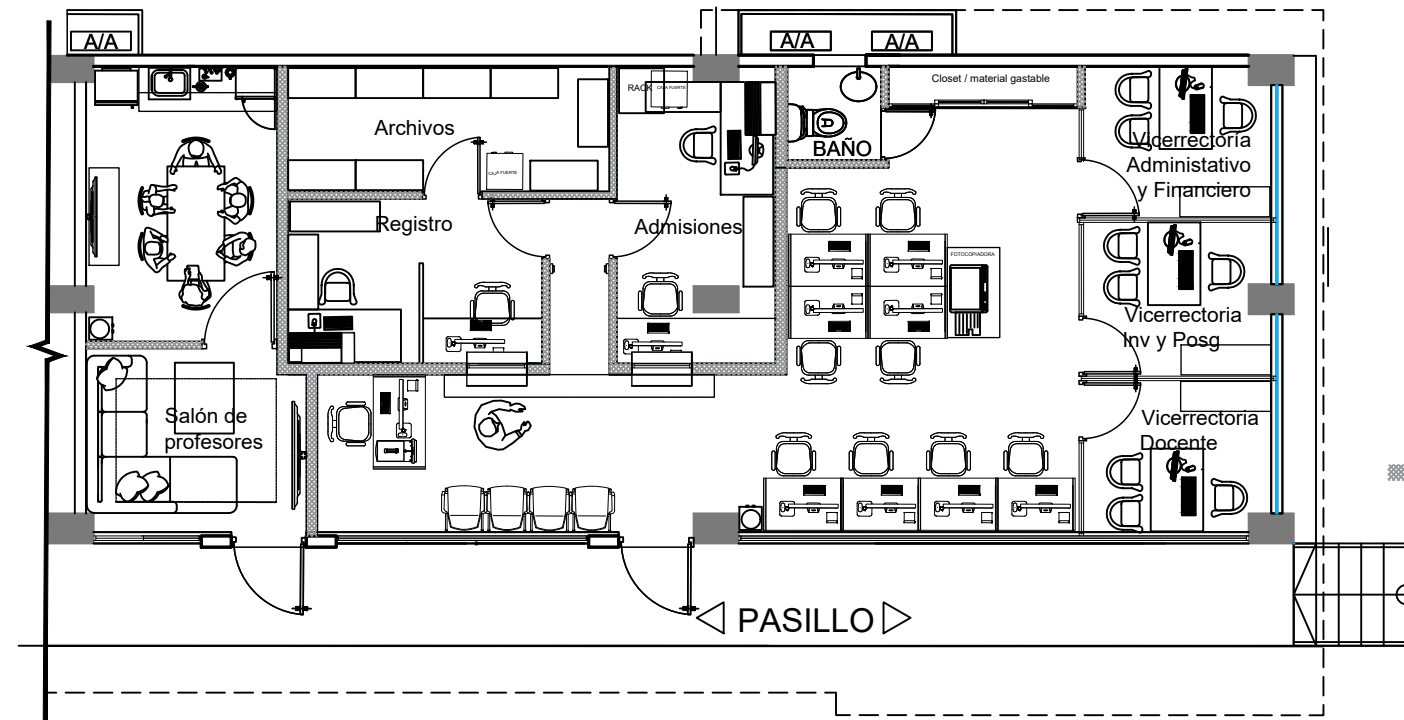 A/A
A/A
A/A
Closet / material gastable
RACK
CAJA FUERTE
Archivos
BAÑO
Vicerrectoria
Administativo
y Financiero
CAJA FUERTE
Registro
Admisiones
FOTOCOPIADORA
Vicerrectoria
Inv y Posg
Salón de
profesores
Vicerrectoria
Docente
PASILLO